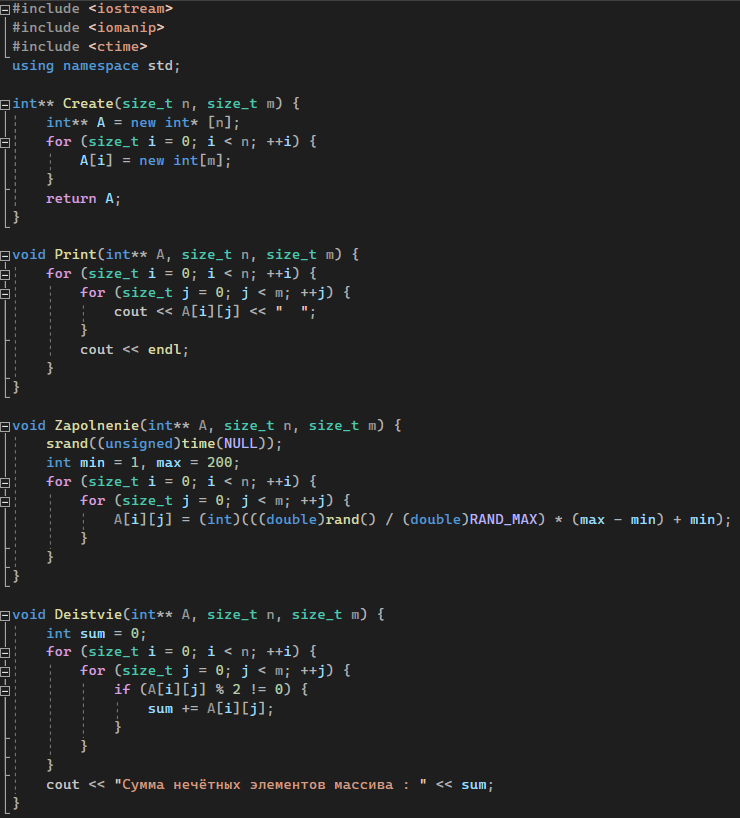 #include <iostream>
#include <iomanip>
#include <ctime>
using namespace std;
int** Create(size_t n, size_t m) {
int** A = new int* [n];
for (size_t i = 0; i < n; ++i) {
A[i] = new int[m];
}
return A;
}
void Print(int** A, size_t n, size_t m) {
for (size_t i = 0; i < n; ++i) {
for (size_t j = 0; j < m; ++j) {
cout << A[i][j] << "  ";
}
cout << endl;
}
}
void Zapolnenie(int** A, size_t n, size_t m) {
srand((unsigned)time(NULL));
int min = 1, max = 200;
for (size_t i = 0; i < n; ++i) {
for (size_t j = 0; j < m; ++j) {
A[i][j] = (int)(((double)rand() / (double)RAND_MAX) * (max - min) + min);
}
}
}
void Deistvie(int** A, size_t n, size_t m) {
int sum = 0;
for (size_t i = 0; i < n; ++i) {
for (size_t j = 0; j < m; ++j) {
if (A[i][j] % 2 != 0) {
sum += A[i][j];
}
}
}
cout << "Сумма нечётных элементов массива : " << sum;
}